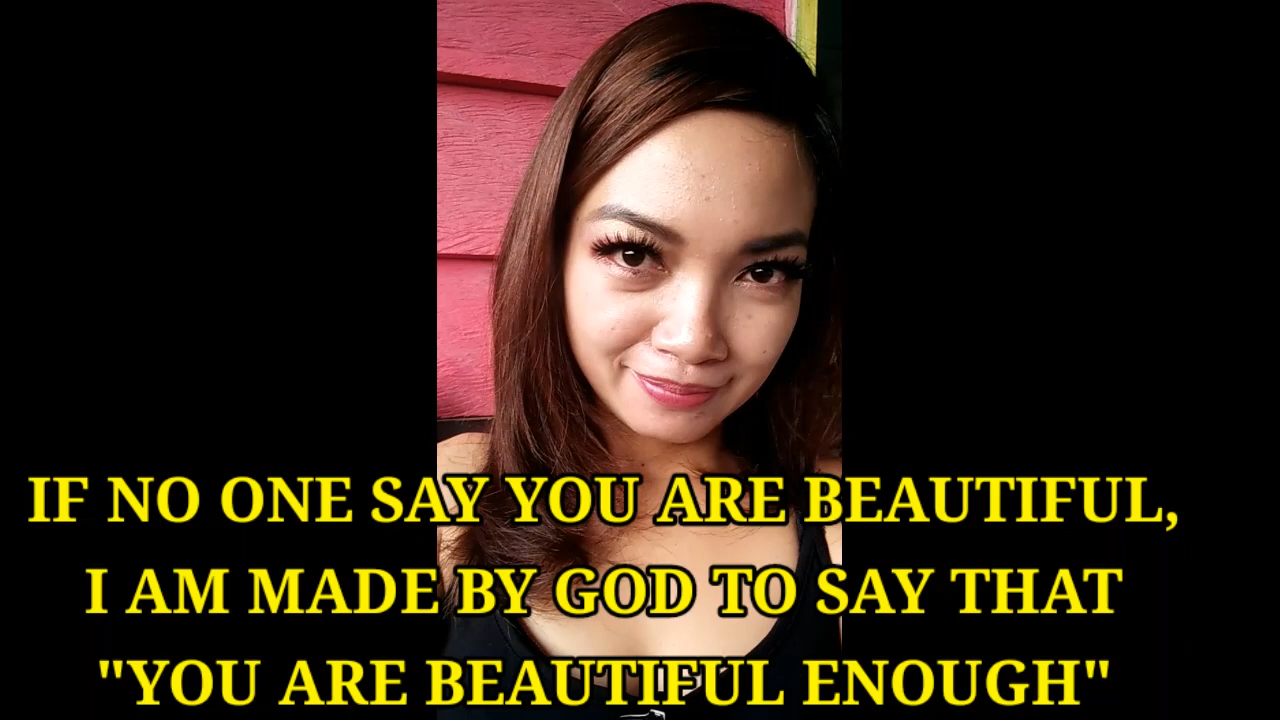 IF NO ONE SAY YOU ARE BEAUTIFUL,
I AM MADE BY GOD TO SAY THAT
"YOU ARE BEAUTIFUL ENOUGH"